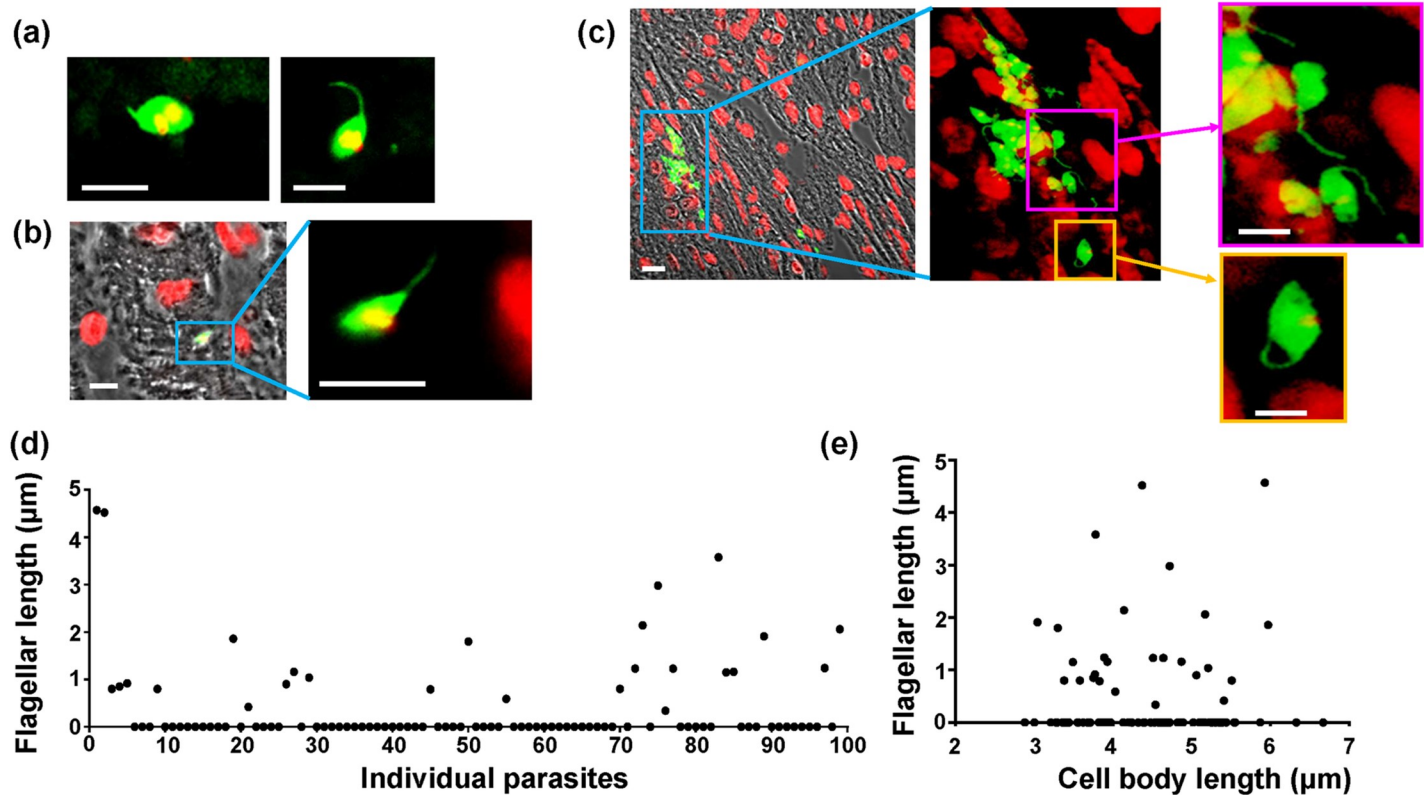 (a)
(b)
(c)
(d)
Flagellar length (µm)
5
4
3
2
1
0
0 10 20 30 40 50 60 70 80 90 100
Individual parasites
(e)
Flagellar length (µm)
5
4
3
2
1
0
2 3 4 5 6 7
Cell body length (µm)